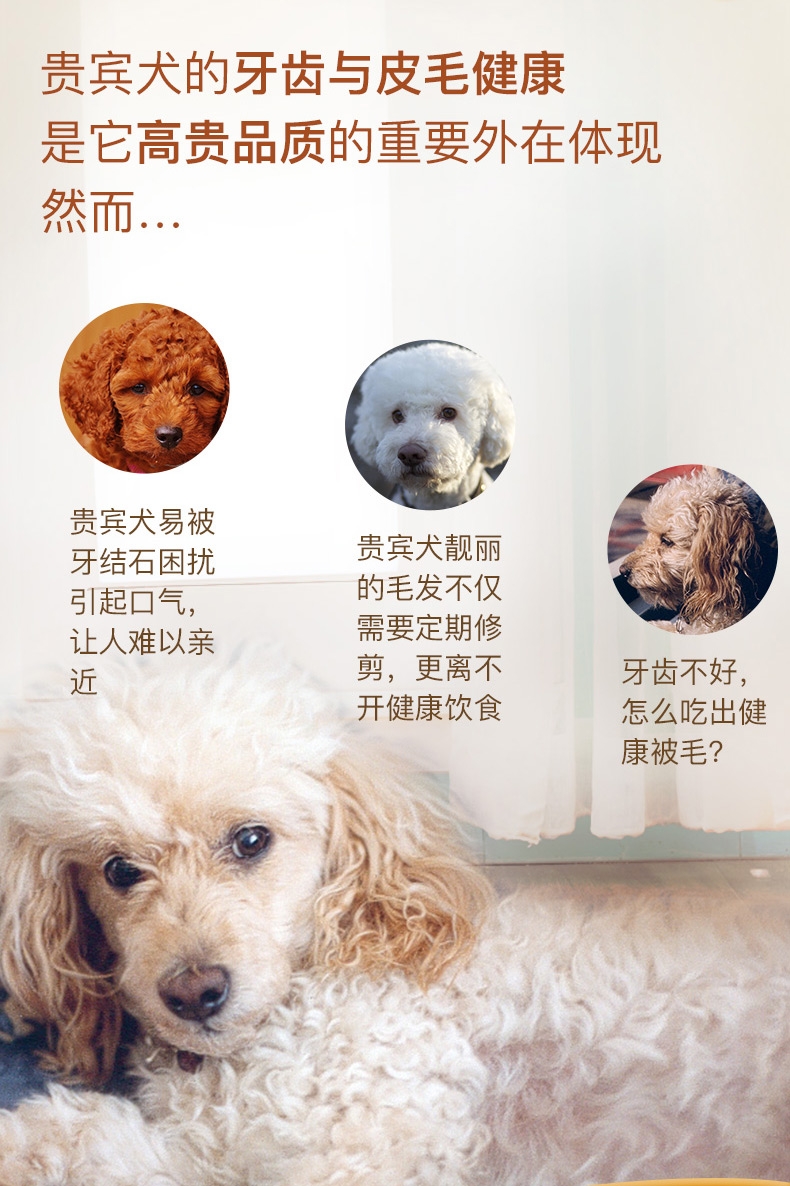 贵宾犬的牙齿与皮毛健康
是它高贵品质的重要外在体现
然而...
贵宾犬易被
牙结石困扰
引起口气，
让人难以亲
近
贵宾犬靓丽
的毛发不仅
需要定期修
剪，更离不
开健康饮食
牙齿不好，
怎么吃出健
康被毛？